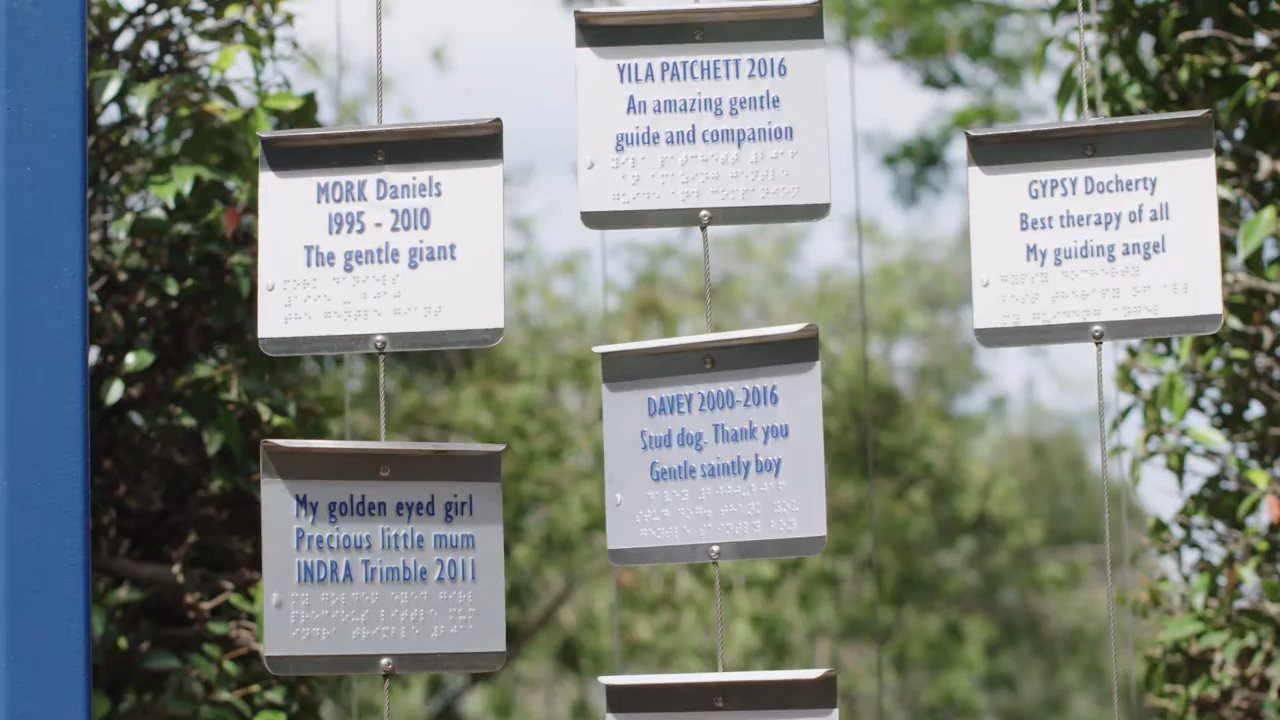 YILA PATCHETT 2016
An amazing gentle
guide and companion
MORK Daniels
1995 - 2010
The gentle giant
GYPSY Docherty
Best therapy of all
My guiding angel
DAVEY 2000-2016
Stud dog. Thank you
Gentle saintly boy
My golden eyed girl
Precious little mum
INDRA Trimble 2011